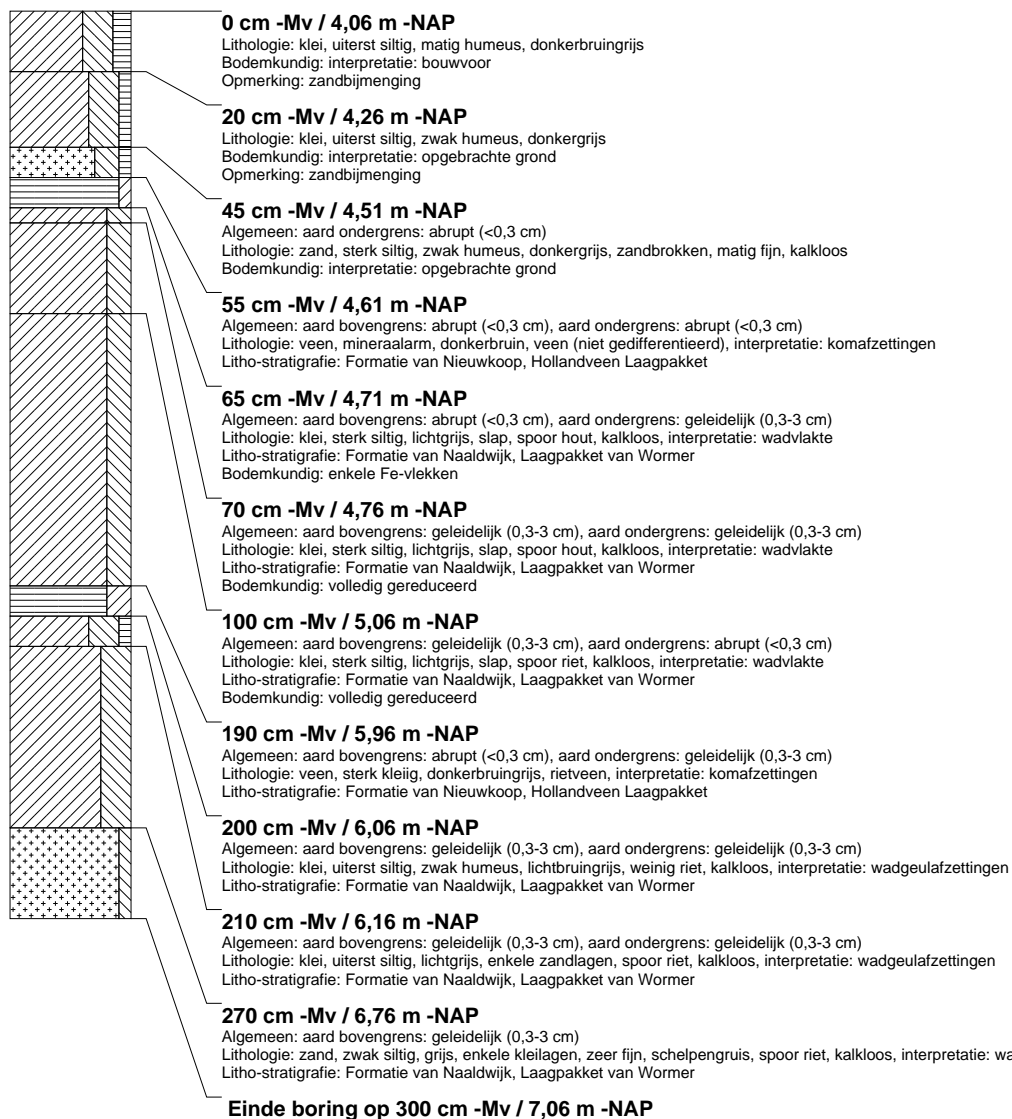 0 cm -Mv / 4,06 m -NAP
Lithologie: klei, uiterst siltig, matig humeus, donkerbruingrijs
Bodemkundig: interpretatie: bouwvoor
Opmerking: zandbijmenging
20 cm -Mv / 4,26 m -NAP
Lithologie: klei, uiterst siltig, zwak humeus, donkergrijs
Bodemkundig: interpretatie: opgebrachte grond
Opmerking: zandbijmenging
45 cm -Mv / 4,51 m -NAP
Algemeen: aard ondergrens: abrupt (<0,3 cm)
Lithologie: zand, sterk siltig, zwak humeus, donkergrijs, zandbrokken, matig fijn, kalkloos
Bodemkundig: interpretatie: opgebrachte grond
55 cm -Mv / 4,61 m -NAP
Algemeen: aard bovengrens: abrupt (<0,3 cm), aard ondergrens: abrupt (<0,3 cm)
Lithologie: veen, mineraalarm, donkerbruin, veen (niet gedifferentieerd), interpretatie: komafzettingen
Litho-stratigrafie: Formatie van Nieuwkoop, Hollandveen Laagpakket
65 cm -Mv / 4,71 m -NAP
Algemeen: aard bovengrens: abrupt (<0,3 cm), aard ondergrens: geleidelijk (0,3-3 cm)
Lithologie: klei, sterk siltig, lichtgrijs, slap, spoor hout, kalkloos, interpretatie: wadvlakte
Litho-stratigrafie: Formatie van Naaldwijk, Laagpakket van Wormer
Bodemkundig: enkele Fe-vlekken
70 cm -Mv / 4,76 m -NAP
Algemeen: aard bovengrens: geleidelijk (0,3-3 cm), aard ondergrens: geleidelijk (0,3-3 cm)
Lithologie: klei, sterk siltig, lichtgrijs, slap, spoor hout, kalkloos, interpretatie: wadvlakte
Litho-stratigrafie: Formatie van Naaldwijk, Laagpakket van Wormer
Bodemkundig: volledig gereduceerd
100 cm -Mv / 5,06 m -NAP
Algemeen: aard bovengrens: geleidelijk (0,3-3 cm), aard ondergrens: abrupt (<0,3 cm)
Lithologie: klei, sterk siltig, lichtgrijs, slap, spoor riet, kalkloos, interpretatie: wadvlakte
Litho-stratigrafie: Formatie van Naaldwijk, Laagpakket van Wormer
Bodemkundig: volledig gereduceerd
190 cm -Mv / 5,96 m -NAP
Algemeen: aard bovengrens: abrupt (<0,3 cm), aard ondergrens: geleidelijk (0,3-3 cm)
Lithologie: veen, sterk kleiig, donkerbruingrijs, rietveen, interpretatie: komafzettingen
Litho-stratigrafie: Formatie van Nieuwkoop, Hollandveen Laagpakket
200 cm -Mv / 6,06 m -NAP
Algemeen: aard bovengrens: geleidelijk (0,3-3 cm), aard ondergrens: geleidelijk (0,3-3 cm)
Lithologie: klei, uiterst siltig, zwak humeus, lichtbruingrijs, weinig riet, kalkloos, interpretatie: wadgeulafzettingen
Litho-stratigrafie: Formatie van Naaldwijk, Laagpakket van Wormer
210 cm -Mv / 6,16 m -NAP
Algemeen: aard bovengrens: geleidelijk (0,3-3 cm), aard ondergrens: geleidelijk (0,3-3 cm)
Lithologie: klei, uiterst siltig, lichtgrijs, enkele zandlagen, spoor riet, kalkloos, interpretatie: wadgeulafzettingen
Litho-stratigrafie: Formatie van Naaldwijk, Laagpakket van Wormer
270 cm -Mv / 6,76 m -NAP
Algemeen: aard bovengrens: geleidelijk (0,3-3 cm)
Lithologie: zand, zwak siltig, grijs, enkele kleilagen, zeer fijn, schelpengruis, spoor riet, kalkloos, interpretatie:
Litho-stratigrafie: Formatie van Naaldwijk, Laagpakket van Wormer
Einde boring op 300 cm -Mv / 7,06 m -NAP